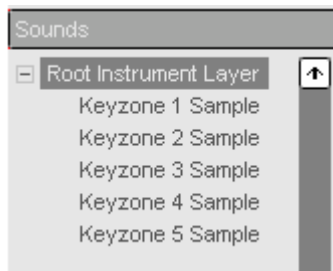 Sounds
Root Instrument Layer
Keyzone 1 Sample
Keyzone 2 Sample
Keyzone 3 Sample
Keyzone 4 Sample
Keyzone 5 Sample